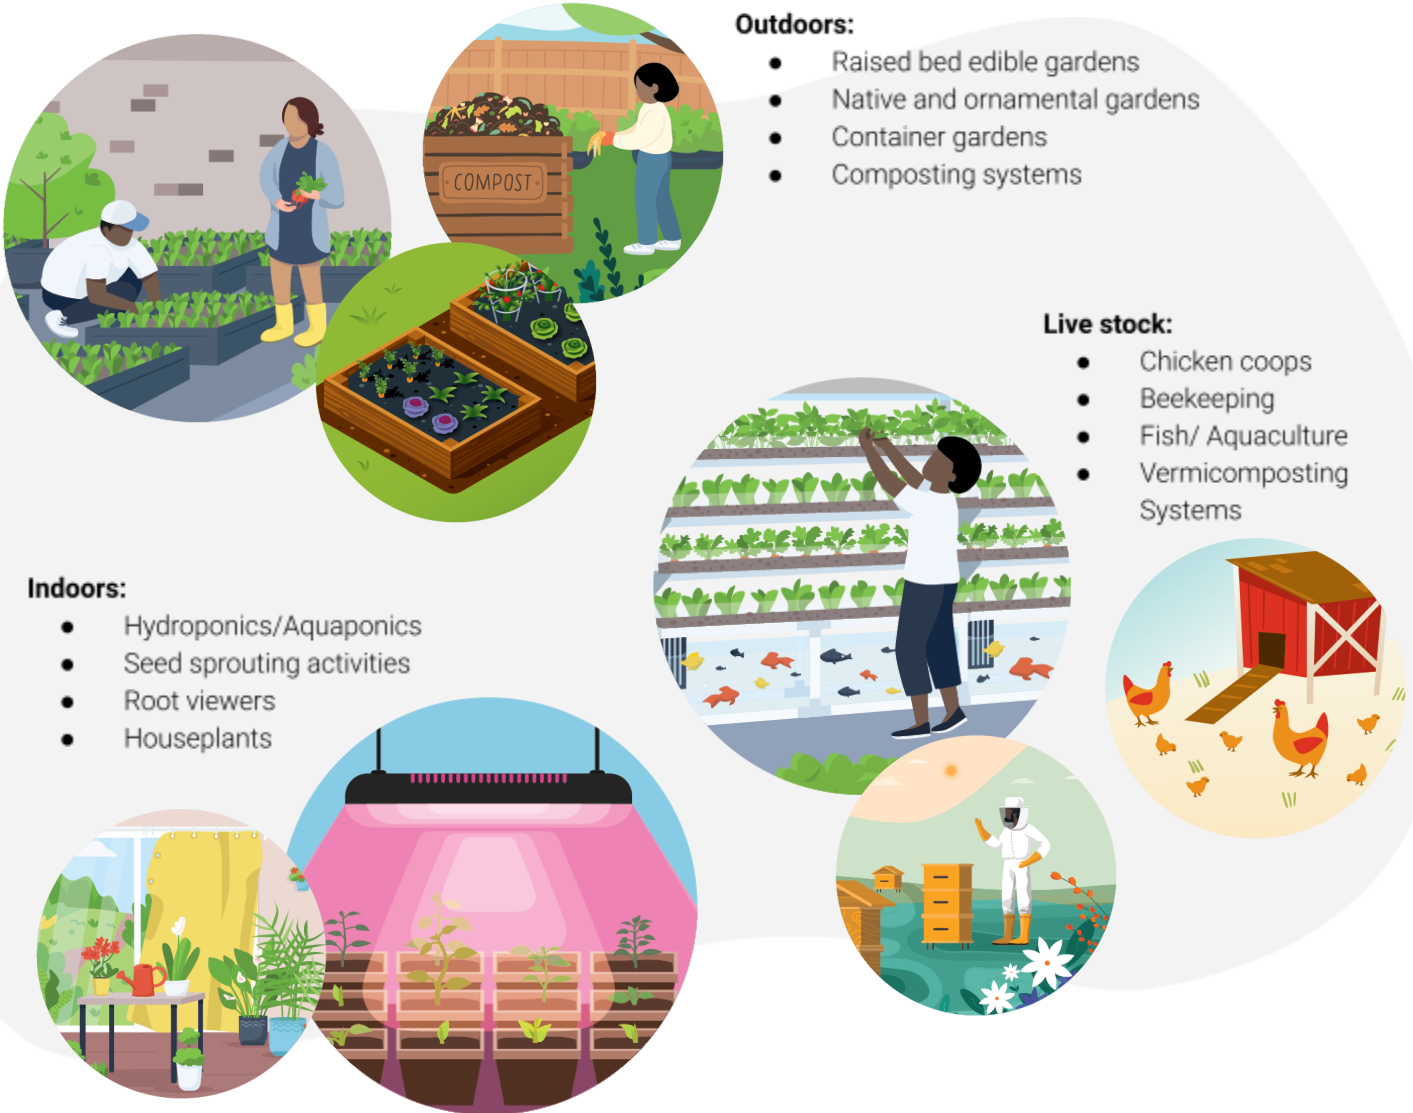 Outdoors:
● Raised bed edible gardens
● Native and ornamental gardens
● Container gardens
● Composting systems
COMPOST
Live stock:
● Chicken coops
● Beekeeping
● Fish/ Aquaculture
● Vermicomposting
Systems
Indoors:
● Hydroponics/Aquaponics
● Seed sprouting activities
● Root viewers
● Houseplants